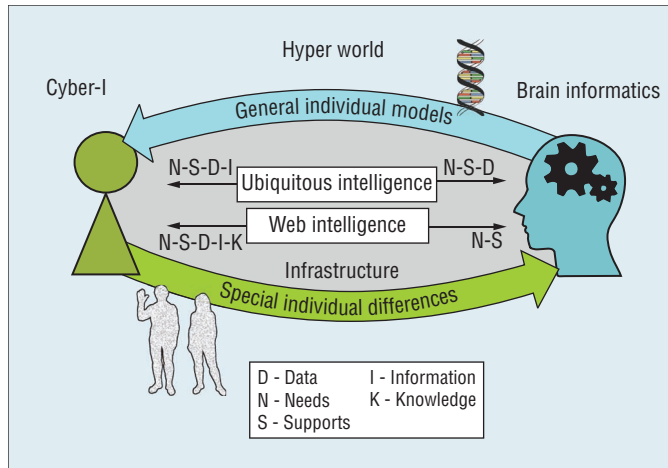 Hyper world
Cyber-I
Brain informatics
General individual models
N-S-D-I
N-S-D
Ubiquitous intelligence
Web intelligence
N-S-D-I-K
N-S
Infrastructure
Special individual differences
D - Data
I - Information
N - Needs
K - Knowledge
S - Supports